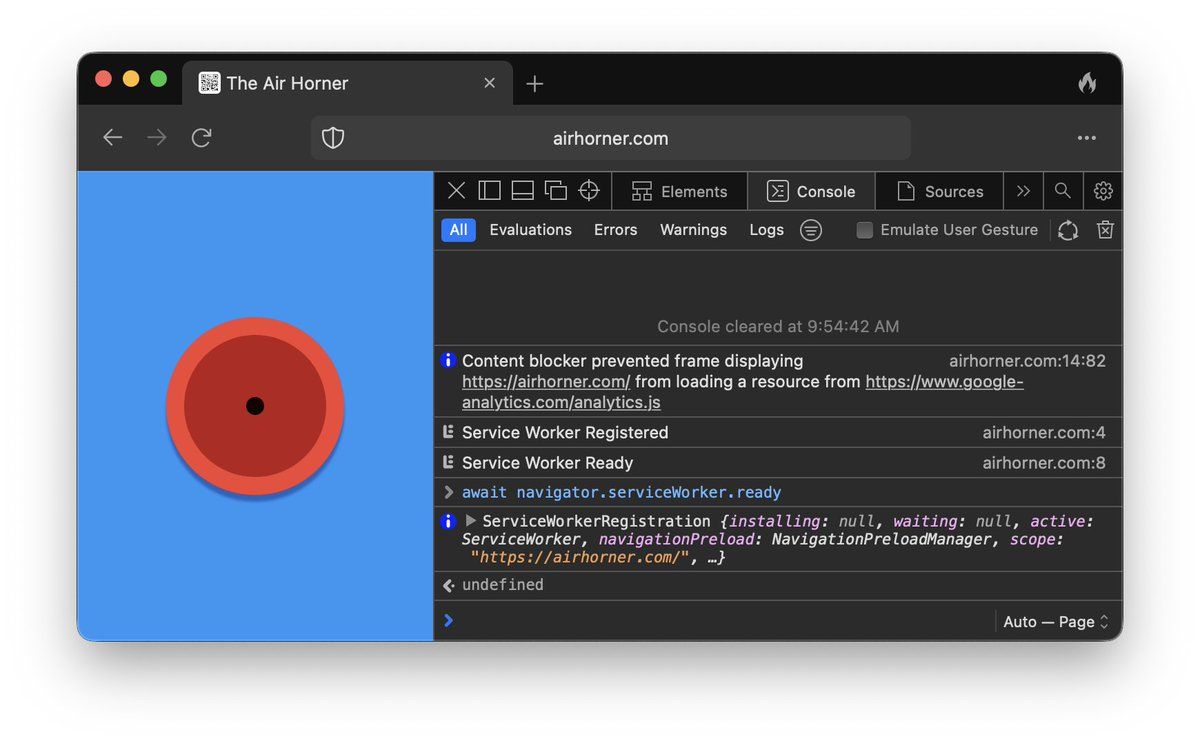 The Air Horner
airhorner.com
Elements
Console
Sources
All
Evaluations
Errors
Warnings
Logs
Emulate User Gesture
Console cleared at 9:54:42 AM
Content blocker prevented frame displaying
airhorner.com:14:82
https://airhorner.com/ from loading a resource from https://www.google-
analytics.com/analytics.js
Service Worker Registered
airhorner.com:4
Service Worker Ready
airhorner.com:8
await navigator.serviceWorker.ready
ServiceWorkerRegistration {installing: null, waiting: null, active:
ServiceWorker, navigationPreload: NavigationPreloadManager, scope:
"https://airhorner.com/", …}
undefined
Auto — Page